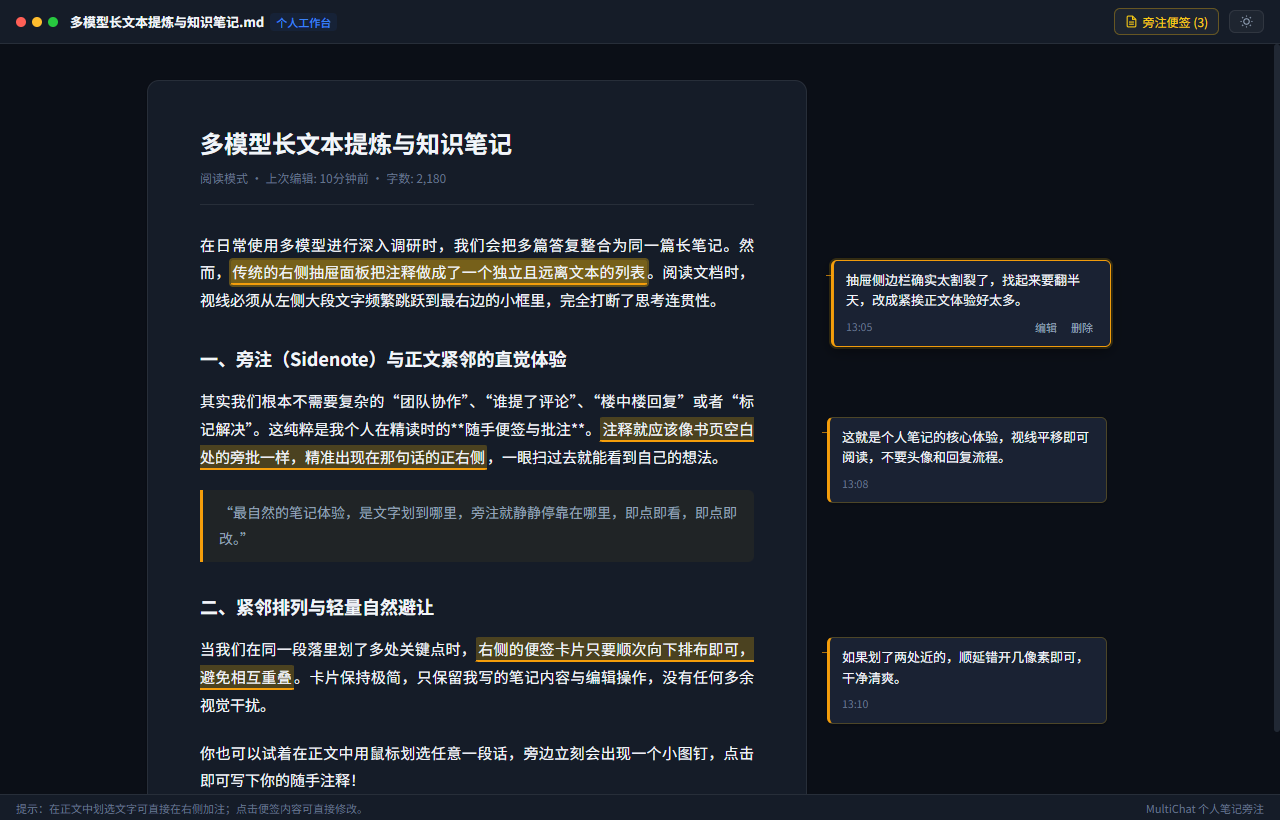 多模型长文本提炼与知识笔记.md 个人工作台
旁注便签 (3)
多模型长文本提炼与知识笔记
阅读模式 • 上次编辑: 10分钟前 • 字数: 2,180
在日常使用多模型进行深入调研时，我们会把多篇答复整合为同一篇长笔记。然
而，传统的右侧抽屉面板把注释做成了一个独立且远离文本的列表。阅读文档时，
视线必须从左侧大段文字频繁跳跃到最右边的小框里，完全打断了思考连贯性。
抽屉侧边栏确实太割裂了，找起来要翻半
天，改成紧挨正文体验好太多。
13:05 编辑 删除
一、旁注（Sidenote）与正文紧邻的直觉体验
其实我们根本不需要复杂的“团队协作”、“谁提了评论”、“楼中楼回复”或者“标
记解决”。这纯粹是我个人在精读时的**随手便签与批注**。注释就应该像书页空白
处的旁批一样，精准出现在那句话的正右侧，一眼扫过去就能看到自己的想法。
这就是个人笔记的核心体验，视线平移即可
阅读，不要头像和回复流程。
13:08
“最自然的笔记体验，是文字划到哪里，旁注就静静停靠在哪里，即点即看，即点即
改。”
二、紧邻排列与轻量自然避让
当我们在同一段落里划了多处关键点时，右侧的便签卡片只要顺次向下排布即可，
避免相互重叠。卡片保持极简，只保留我写的笔记内容与编辑操作，没有任何多余
视觉干扰。
如果划了两处近的，顺延错开几像素即可，
干净清爽。
13:10
你也可以试着在正文中用鼠标划选任意一段话，旁边立刻会出现一个小图钉，点击
即可写下你的随手注释！
提示：在正文中划选文字可直接在右侧加注；点击便签内容可直接修改。
MultiChat 个人笔记旁注